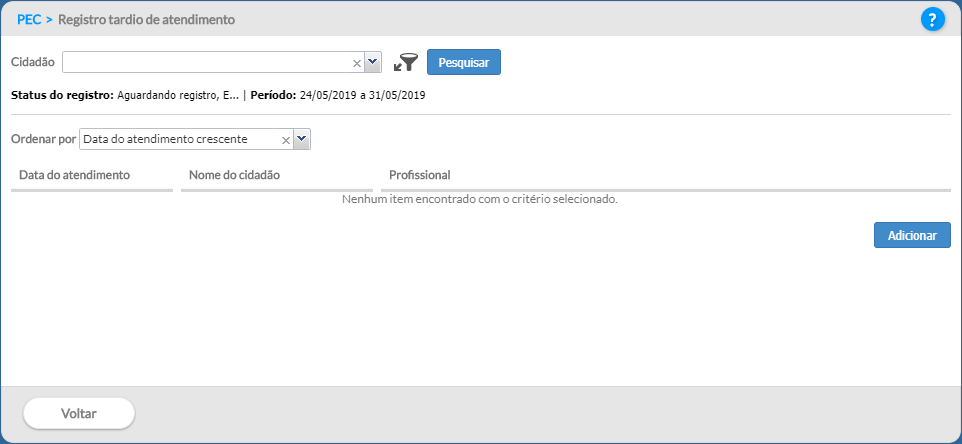 PEC > Registro tardio de atendimento ?
Cidadão Pesquisar
Status do registro: Aguardando registro, E... | Período: 24/05/2019 a 31/05/2019
Ordenar por Data do atendimento crescente
Data do atendimento Nome do cidadão Profissional
Nenhum item encontrado com o critério selecionado.
Adicionar
Voltar